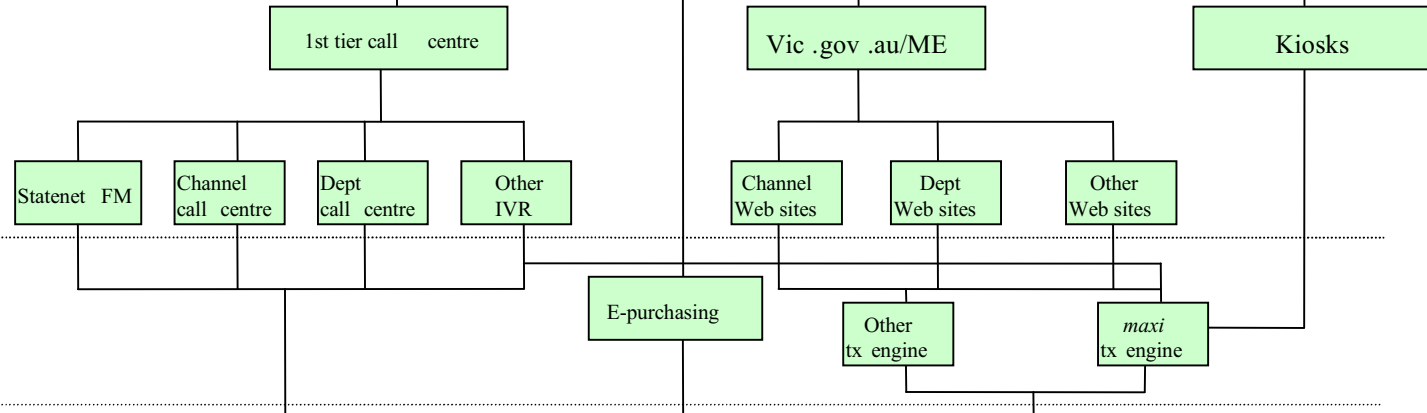 1st tier call centre
Vic .gov .au/ME
Kiosks
Statenet FM
Channel
call centre
Dept
call centre
Other
IVR
Channel
Web sites
Dept
Web sites
Other
Web sites
E-purchasing
Other
tx engine
maxi
tx engine